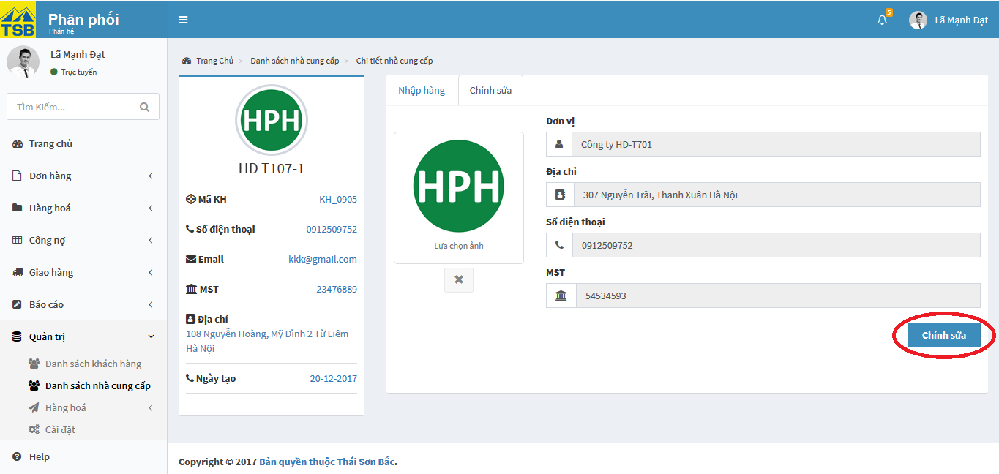 TSB
Phân phối
Phân hệ
5
Lã Mạnh Đạt
Lã Mạnh Đạt
Trực tuyến
Tìm Kiếm...
Trang chủ
Đơn hàng
Hàng hoá
Công nợ
Giao hàng
Báo cáo
Quản trị
Danh sách khách hàng
Danh sách nhà cung cấp
Hàng hoá
Cài đặt
Help
Trang Chủ > Danh sách nhà cung cấp > Chi tiết nhà cung cấp
HPH
HĐ T107-1
Mã KH KH_0905
Số điện thoại 0912509752
Email kkk@gmail.com
MST 23476889
Địa chỉ
108 Nguyễn Hoàng, Mỹ Đình 2 Từ Liêm
Hà Nội
Ngày tạo 20-12-2017
Nhập hàng Chỉnh sửa
HPH
Lựa chọn ảnh
Đơn vị
Công ty HD-T701
Địa chỉ
307 Nguyễn Trãi, Thanh Xuân Hà Nội
Số điện thoại
0912509752
MST
54534593
Chỉnh sửa
Copyright © 2017 Bản quyền thuộc Thái Sơn Bắc.